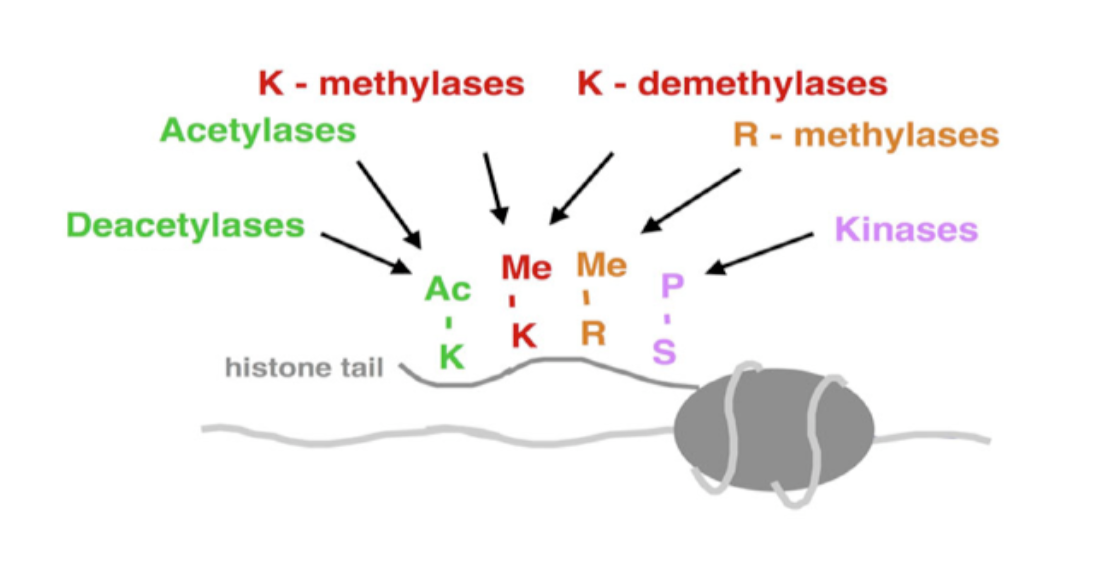 K - methylases K - demethylases
Acetylases R - methylases
Deacetylases Kinases
Me Me
Ac P
K R
K S
histone tail